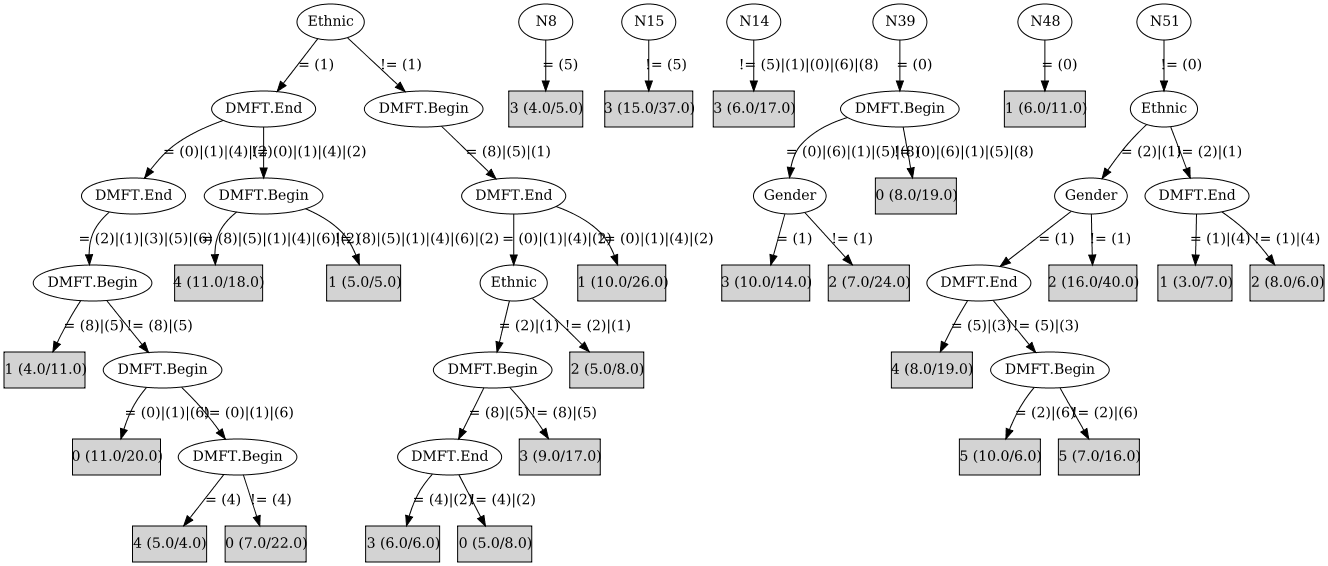 Ethnic N8 N15 N14 N39 N48 N51
= (1) != (1) = (5) != (5) != (5)|(1)|(0)|(6)|(8) = (0) = (0) != (0)
DMFT.End DMFT.Begin 3 (4.0/5.0) 3 (15.0/37.0) 3 (6.0/17.0) DMFT.Begin 1 (6.0/11.0) Ethnic
= (0)|(1)|(4)|(2) != (0)|(1)|(4)|(2) = (8)|(5)|(1) = (0)|(6)|(1)|(5)|(8) != (0)|(6)|(1)|(5)|(8) = (2)|(1) != (2)|(1)
DMFT.End DMFT.Begin DMFT.End Gender 0 (8.0/19.0) Gender DMFT.End
= (2)|(1)|(3)|(5)|(6) = (8)|(5)|(1)|(4)|(6)|(2) != (8)|(5)|(1)|(4)|(6)|(2) = (0)|(1)|(4)|(2) != (0)|(1)|(4)|(2) = (1) != (1) = (1) != (1) = (1)|(4) != (1)|(4)
DMFT.Begin 4 (11.0/18.0) 1 (5.0/5.0) Ethnic 1 (10.0/26.0) 3 (10.0/14.0) 2 (7.0/24.0) DMFT.End 2 (16.0/40.0) 1 (3.0/7.0) 2 (8.0/6.0)
= (8)|(5) != (8)|(5) = (2)|(1) != (2)|(1) = (5)|(3) != (5)|(3)
1 (4.0/11.0) DMFT.Begin DMFT.Begin 2 (5.0/8.0) 4 (8.0/19.0) DMFT.Begin
= (0)|(1)|(6) != (0)|(1)|(6) = (8)|(5) != (8)|(5) = (2)|(6) != (2)|(6)
0 (11.0/20.0) DMFT.Begin DMFT.End 3 (9.0/17.0) 5 (10.0/6.0) 5 (7.0/16.0)
= (4) != (4) = (4)|(2) != (4)|(2)
4 (5.0/4.0) 0 (7.0/22.0) 3 (6.0/6.0) 0 (5.0/8.0)